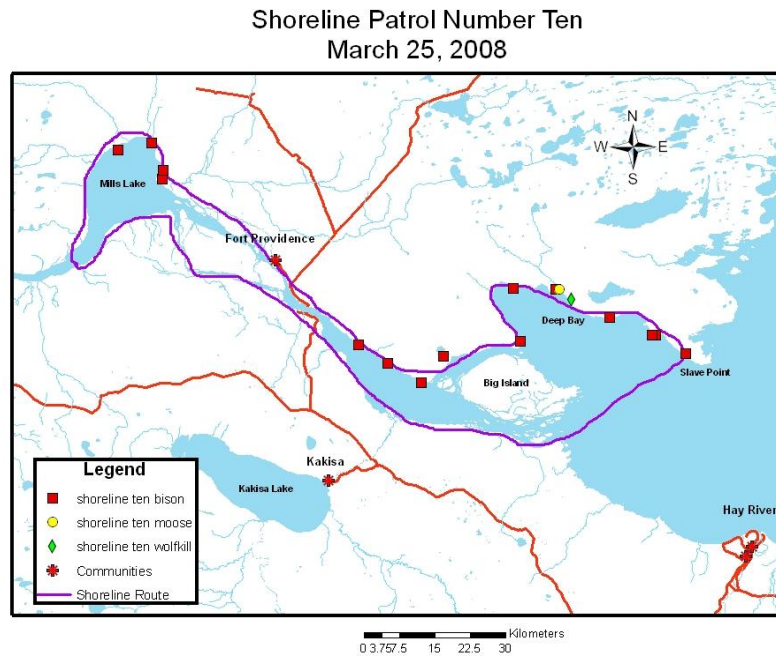 Shoreline Patrol Number Ten
March 25, 2008
N
W E
S
Mills Lake
Fort Providence
Deep Bay
Slave Point
Big Island
Kakisa
Kakisa Lake
Hay River
Legend
shoreline ten bison
shoreline ten moose
shoreline ten wolfkill
Communities
Shoreline Route
Kilometers
0 3.757.5 15 22.5 30